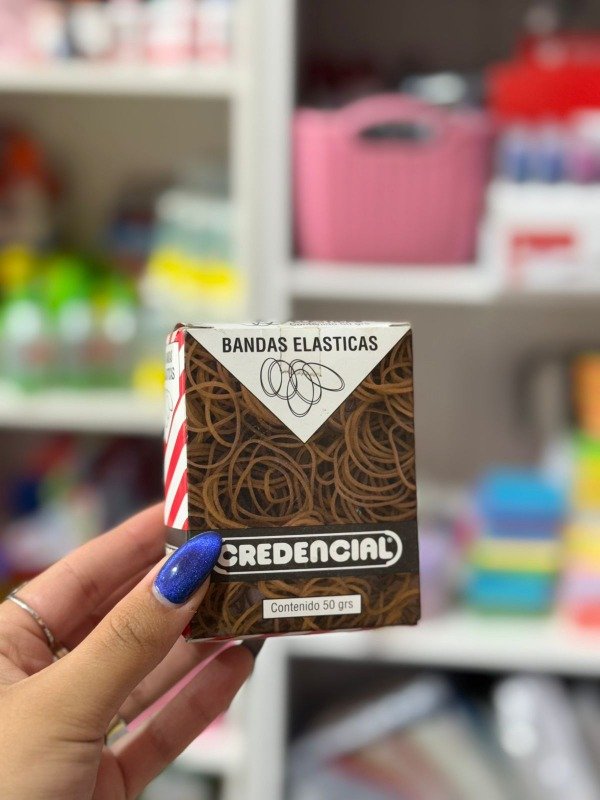 BANDAS ELASTICAS
CREDENCIAL
Contenido 50 grs